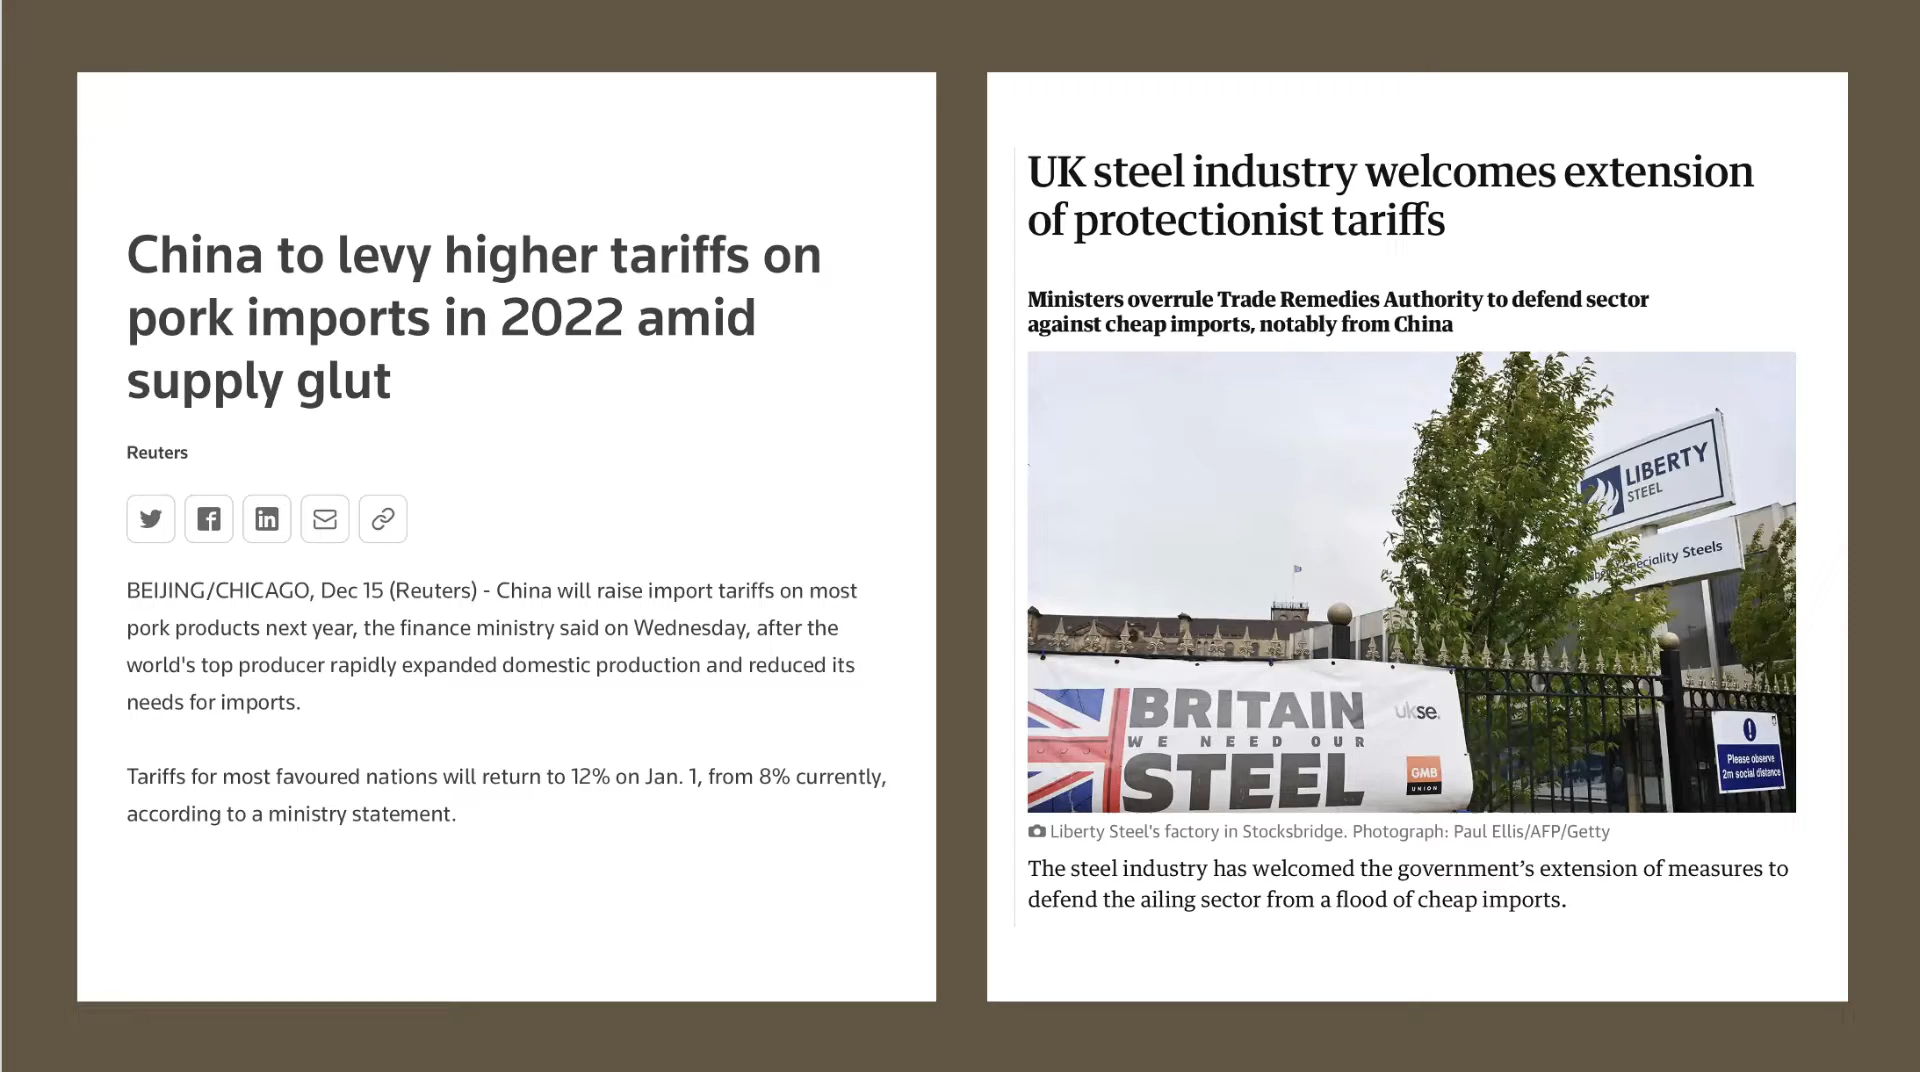 China to levy higher tariffs on
pork imports in 2022 amid
supply glut
Reuters
BEIJING/CHICAGO, Dec 15 (Reuters) - China will raise import tariffs on most
pork products next year, the finance ministry said on Wednesday, after the
world's top producer rapidly expanded domestic production and reduced its
needs for imports.
Tariffs for most favoured nations will return to 12% on Jan. 1, from 8% currently,
according to a ministry statement.
UK steel industry welcomes extension
of protectionist tariffs
Ministers overrule Trade Remedies Authority to defend sector
against cheap imports, notably from China
LIBERTY
STEEL
Speciality Steels
BRITAIN
WE NEED OUR
STEEL
ukse.
GMB
UNION
Please observe
2m social distance
Liberty Steel's factory in Stocksbridge. Photograph: Paul Ellis/AFP/Getty
The steel industry has welcomed the government’s extension of measures to
defend the ailing sector from a flood of cheap imports.